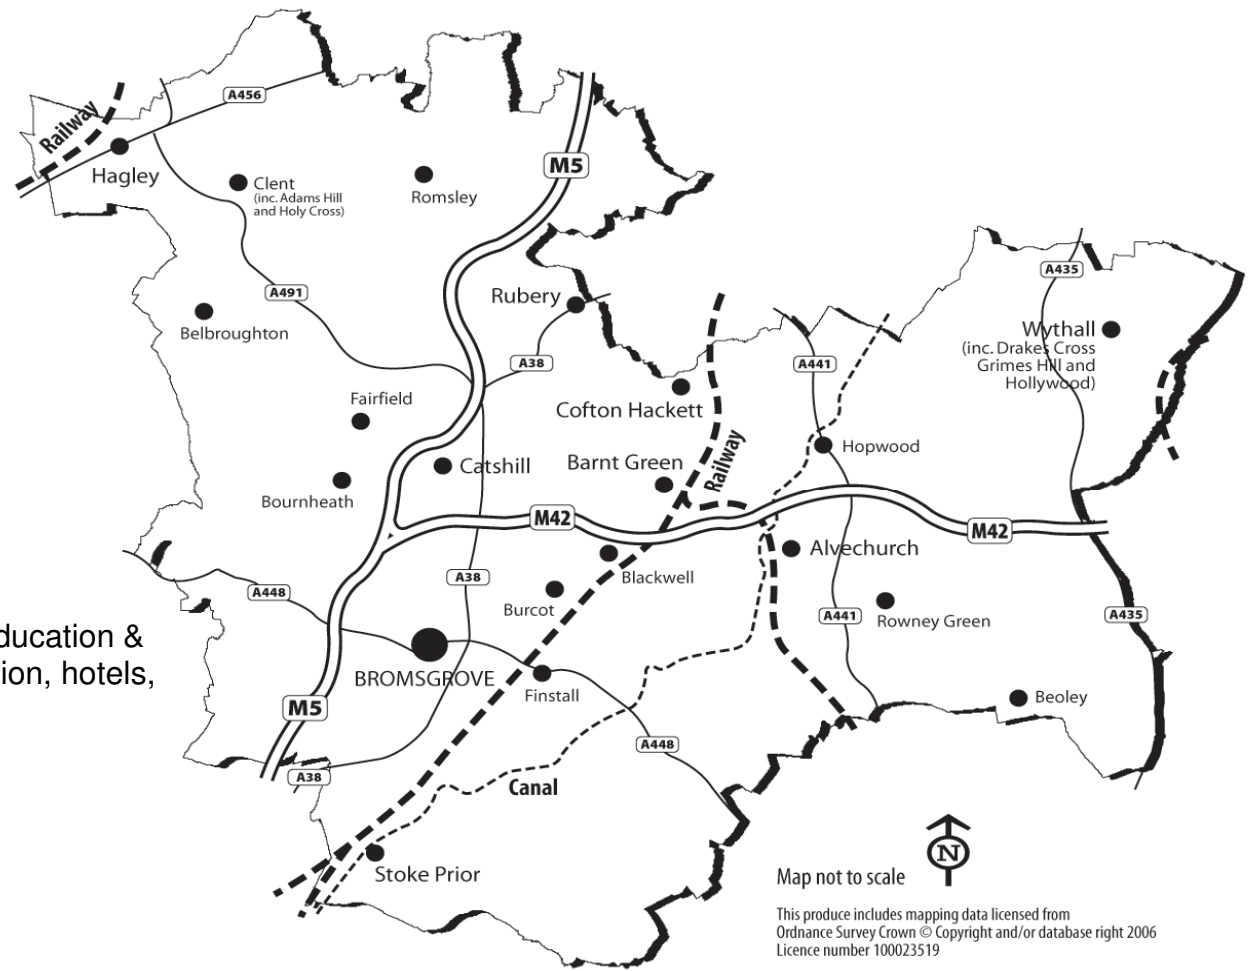 A456
Railway
M5
Hagley
Clent
(inc. Adams Hill
and Holy Cross)
Romsley
A435
A491
Rubery
Belbroughton
Wythall
(inc. Drakes Cross
Grimes Hill and
Hollywood)
A38
A441
Fairfield
Cofton Hackett
Hopwood
Railway
Barnt Green
Catshill
Bournheath
M42
M42
Alvechurch
Blackwell
A38
A448
Burcot
A441
Rowney Green
A435
ducation &
ion, hotels,
BROMSGROVE
Finstall
Beoley
M5
A448
A38
Canal
Stoke Prior
N
Map not to scale
This produce includes mapping data licensed from
Ordnance Survey Crown © Copyright and/or database right 2006
Licence number 100023519